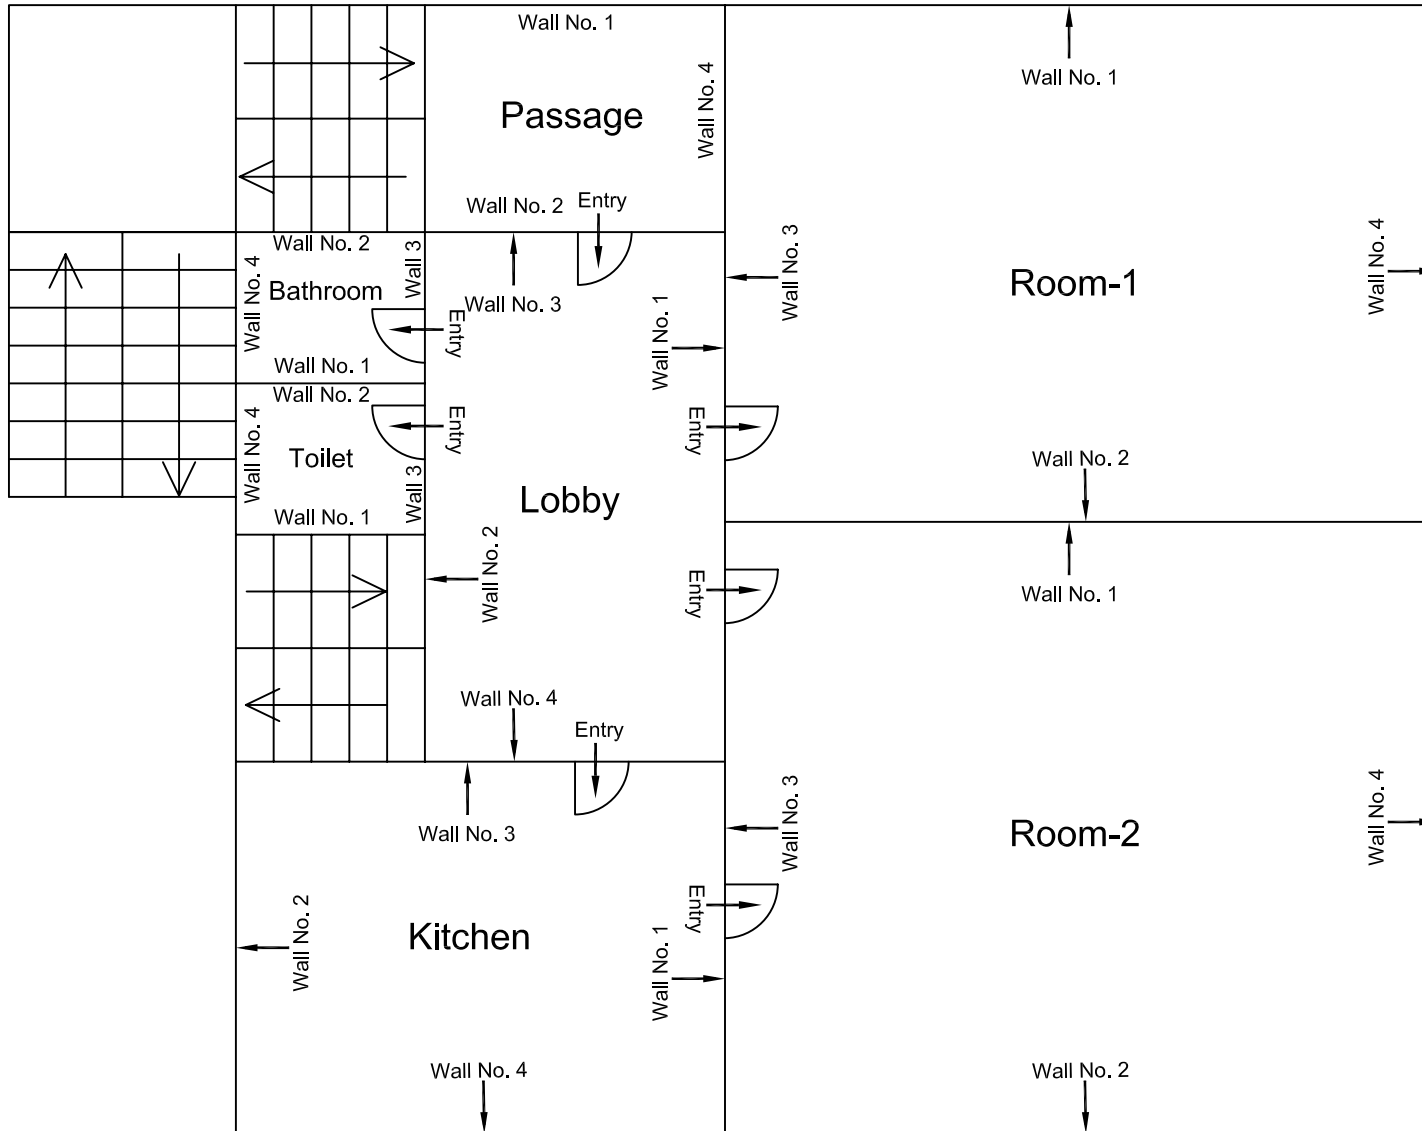 Wall No. 1
Wall No. 4
Passage
Wall No. 2
Entry
Wall No. 1
Wall No. 3
Room-1
Wall No. 4
Wall No. 2
Wall No. 2
Wall 3
Wall No. 4
Bathroom
Entry
Wall No. 1
Wall No. 3
Wall No. 1
Wall No. 2
Entry
Wall No. 4
Toilet
Wall 3
Wall No. 1
Entry
Lobby
Wall No. 2
Entry
Wall No. 4
Entry
Wall No. 1
Wall No. 3
Room-2
Wall No. 4
Wall No. 2
Wall No. 3
Entry
Wall No. 2
Kitchen
Wall No. 1
Wall No. 4